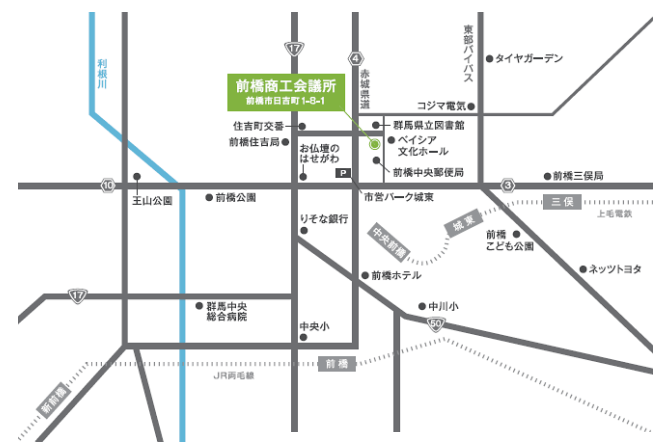 利根川
17
4
赤城県道
東部バイパス
タイヤガーデン
前橋商工会議所
前橋市日吉町1-8-1
コジマ電気
住吉町交番
群馬県立図書館
前橋住吉局
ベイシア
文化ホール
お仏壇の
はせがわ
前橋中央郵便局
P
10
王山公園
前橋公園
市営パーク城東
3
前橋三俣局
三俣
上毛電鉄
りそな銀行
城東
中央前橋
前橋
こども公園
前橋ホテル
ネッツトヨタ
17
群馬中央
総合病院
中川小
50
中央小
前橋
JR両毛線
新前橋